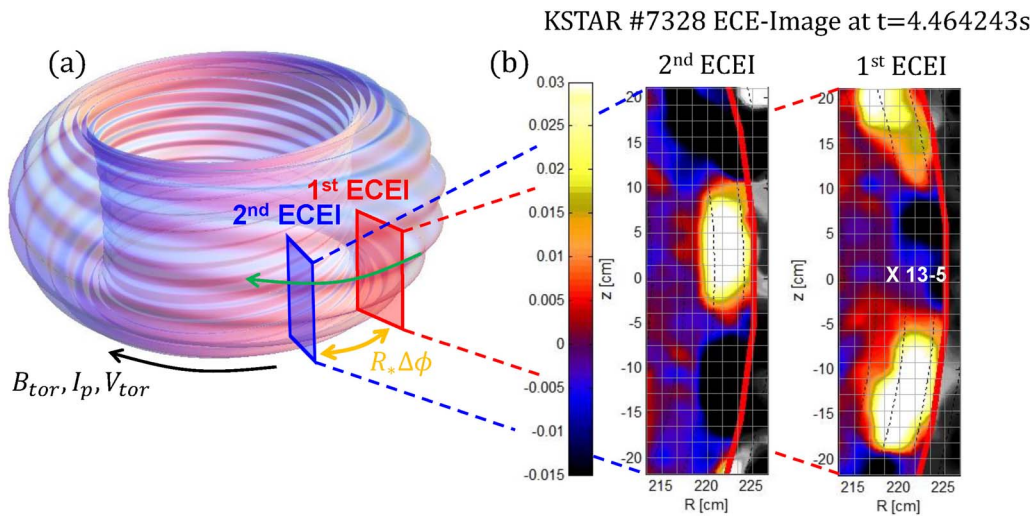 KSTAR #7328 ECE-Image at t=4.464243s
(a)
(b)
2nd ECEI
1st ECEI
1st ECEI
2nd ECEI
R*Δϕ
Btor, Ip, Vtor
0.03
0.025
0.02
0.015
0.01
0.005
0
-0.005
-0.01
-0.015
20
15
10
5
0
-5
-10
-15
-20
z [cm]
215 220 225
R [cm]
20
15
10
5
0
-5
-10
-15
-20
z [cm]
X 13-5
215 220 225
R [cm]